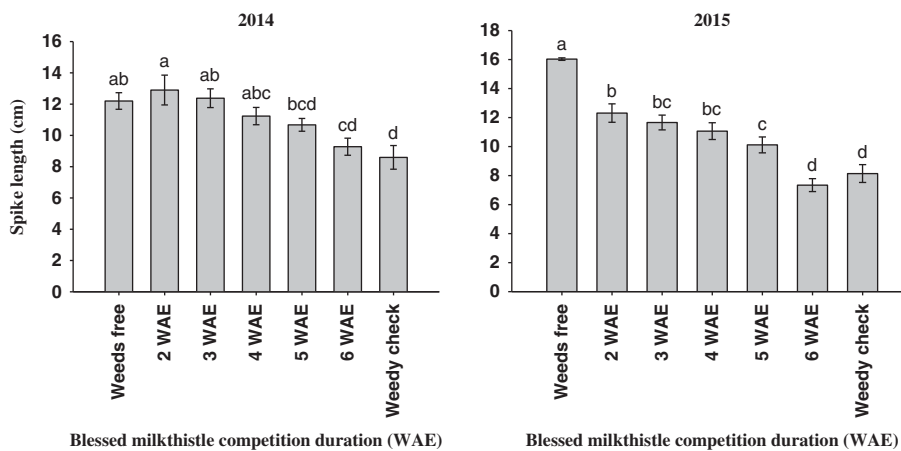 2014
Spike length (cm)
16
14
12
10
8
6
4
2
0
ab
a
ab
abc
bcd
cd
d
Weeds free
2 WAE
3 WAE
4 WAE
5 WAE
6 WAE
Weedy check
Blessed milkthistle competition duration (WAE)
2015
18
16
14
12
10
8
6
4
2
0
a
b
bc
bc
c
d
d
Weeds free
2 WAE
3 WAE
4 WAE
5 WAE
6 WAE
Weedy check
Blessed milkthistle competition duration (WAE)